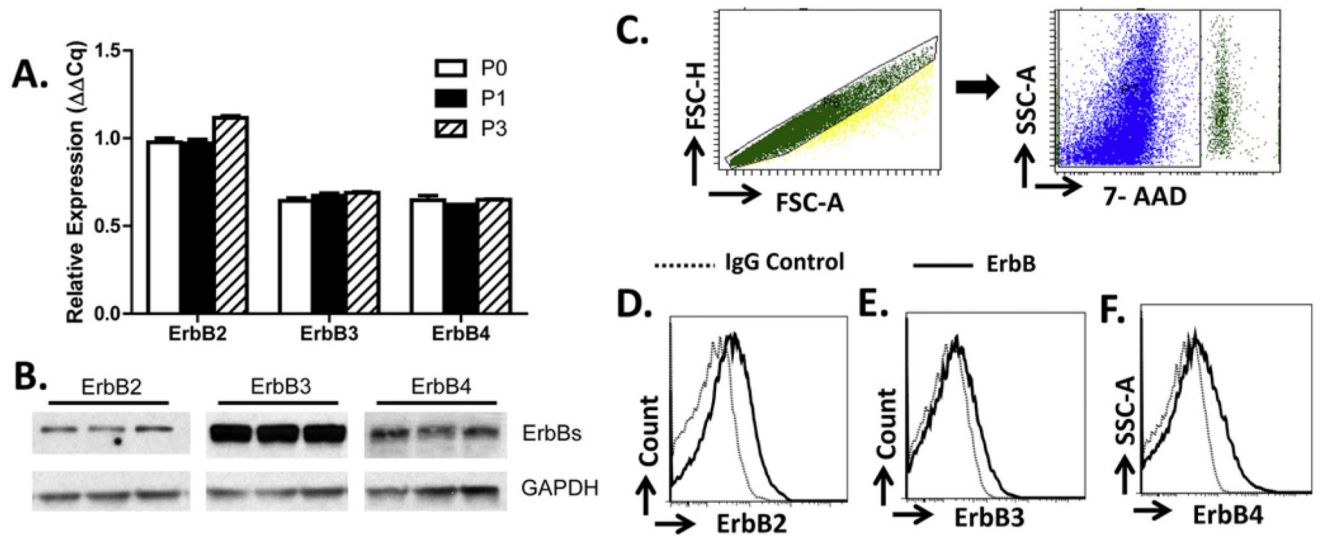 A.
Relative Expression (ΔΔCq)
1.5
1.0
0.5
0.0
P0
P1
P3
ErbB2
ErbB3
ErbB4
B.
ErbB2
ErbB3
ErbB4
ErbBs
GAPDH
C.
FSC-H
FSC-A
SSC-A
7- AAD
IgG Control
ErbB
D.
Count
ErbB2
E.
Count
ErbB3
F.
SSC-A
ErbB4